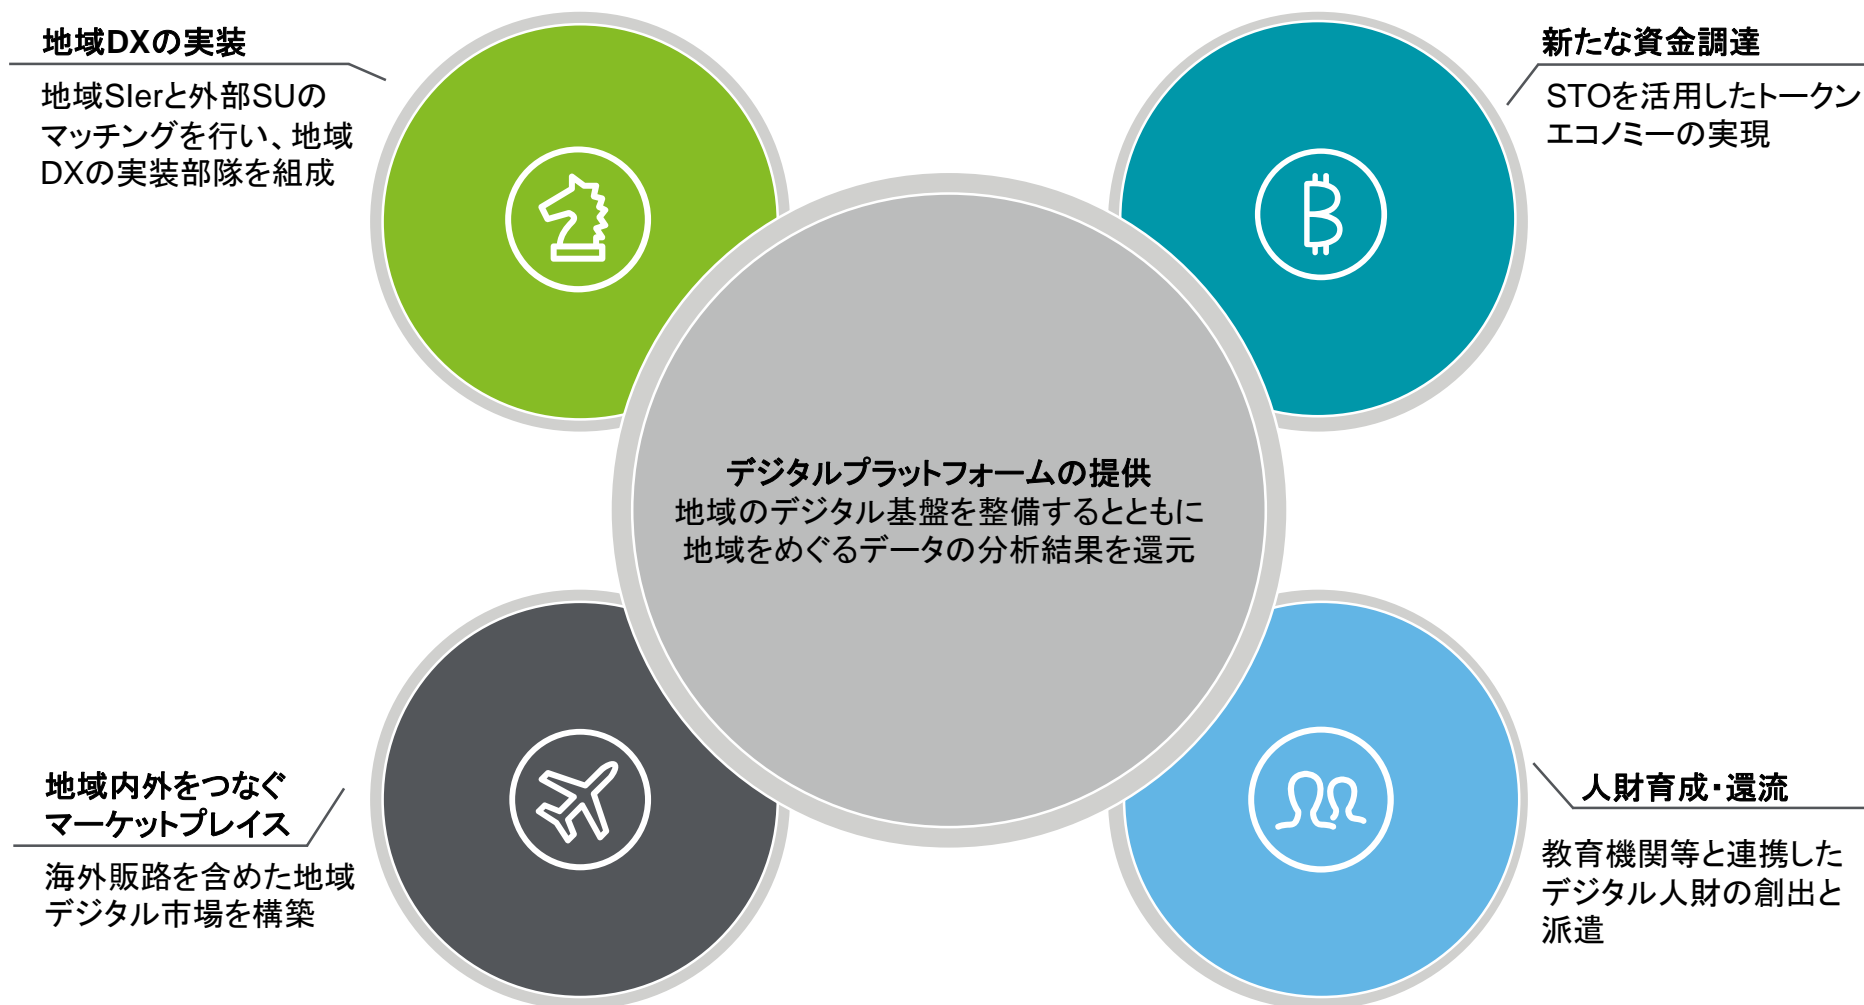 地域DXの実装
地域SIerと外部SUの
マッチングを行い、地域
DXの実装部隊を組成
新たな資金調達
STOを活用したトークン
エコノミーの実現
デジタルプラットフォームの提供
地域のデジタル基盤を整備するとともに
地域をめぐるデータの分析結果を還元
地域内外をつなぐ
マーケットプレイス
海外販路を含めた地域
デジタル市場を構築
人財育成・還流
教育機関等と連携した
デジタル人財の創出と
派遣